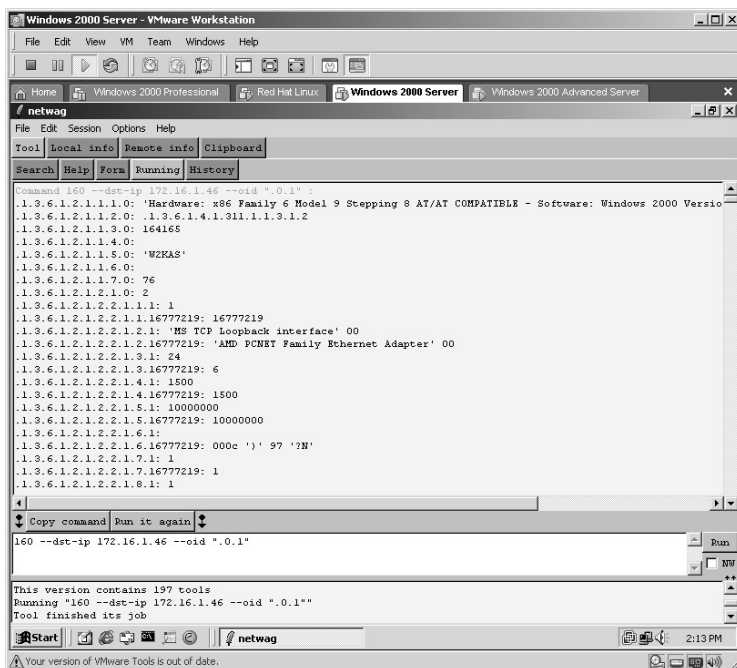 Windows 2000 Server - VMware Workstation
File Edit View VM Team Windows Help
Home Windows 2000 Professional Red Hat Linux Windows 2000 Server Windows 2000 Advanced Server
netwag
File Edit Session Options Help
Tool Local info Remote info Clipboard
Search Help Form Running History
Command 160 --dst-ip 172.16.1.46 --oid ".0.1" :
.1.3.6.1.2.1.1.1.0: 'Hardware: x86 Family 6 Model 9 Stepping 8 AT/AT COMPATIBLE - Software: Windows 2000 Versio
.1.3.6.1.2.1.1.2.0: .1.3.6.1.4.1.311.1.1.3.1.2
.1.3.6.1.2.1.1.3.0: 164165
.1.3.6.1.2.1.1.4.0:
.1.3.6.1.2.1.1.5.0: 'W2KAS'
.1.3.6.1.2.1.1.6.0:
.1.3.6.1.2.1.1.7.0: 76
.1.3.6.1.2.1.2.1.0: 2
.1.3.6.1.2.1.2.2.1.1.1: 1
.1.3.6.1.2.1.2.2.1.1.16777219: 16777219
.1.3.6.1.2.1.2.2.1.2.1: 'MS TCP Loopback interface' 00
.1.3.6.1.2.1.2.2.1.2.16777219: 'AMD PCNET Family Ethernet Adapter' 00
.1.3.6.1.2.1.2.2.1.3.1: 24
.1.3.6.1.2.1.2.2.1.3.16777219: 6
.1.3.6.1.2.1.2.2.1.4.1: 1500
.1.3.6.1.2.1.2.2.1.4.16777219: 1500
.1.3.6.1.2.1.2.2.1.5.1: 10000000
.1.3.6.1.2.1.2.2.1.5.16777219: 10000000
.1.3.6.1.2.1.2.2.1.6.1:
.1.3.6.1.2.1.2.2.1.6.16777219: 000c ')' 97 '?N'
.1.3.6.1.2.1.2.2.1.7.1: 1
.1.3.6.1.2.1.2.2.1.7.16777219: 1
.1.3.6.1.2.1.2.2.1.8.1: 1
Copy command Run it again
160 --dst-ip 172.16.1.46 --oid ".0.1"
Run
NW
This version contains 197 tools
Running "160 --dst-ip 172.16.1.46 --oid ".0.1""
Tool finished its job
Start netwag 2:13 PM
Your version of VMware Tools is out of date.